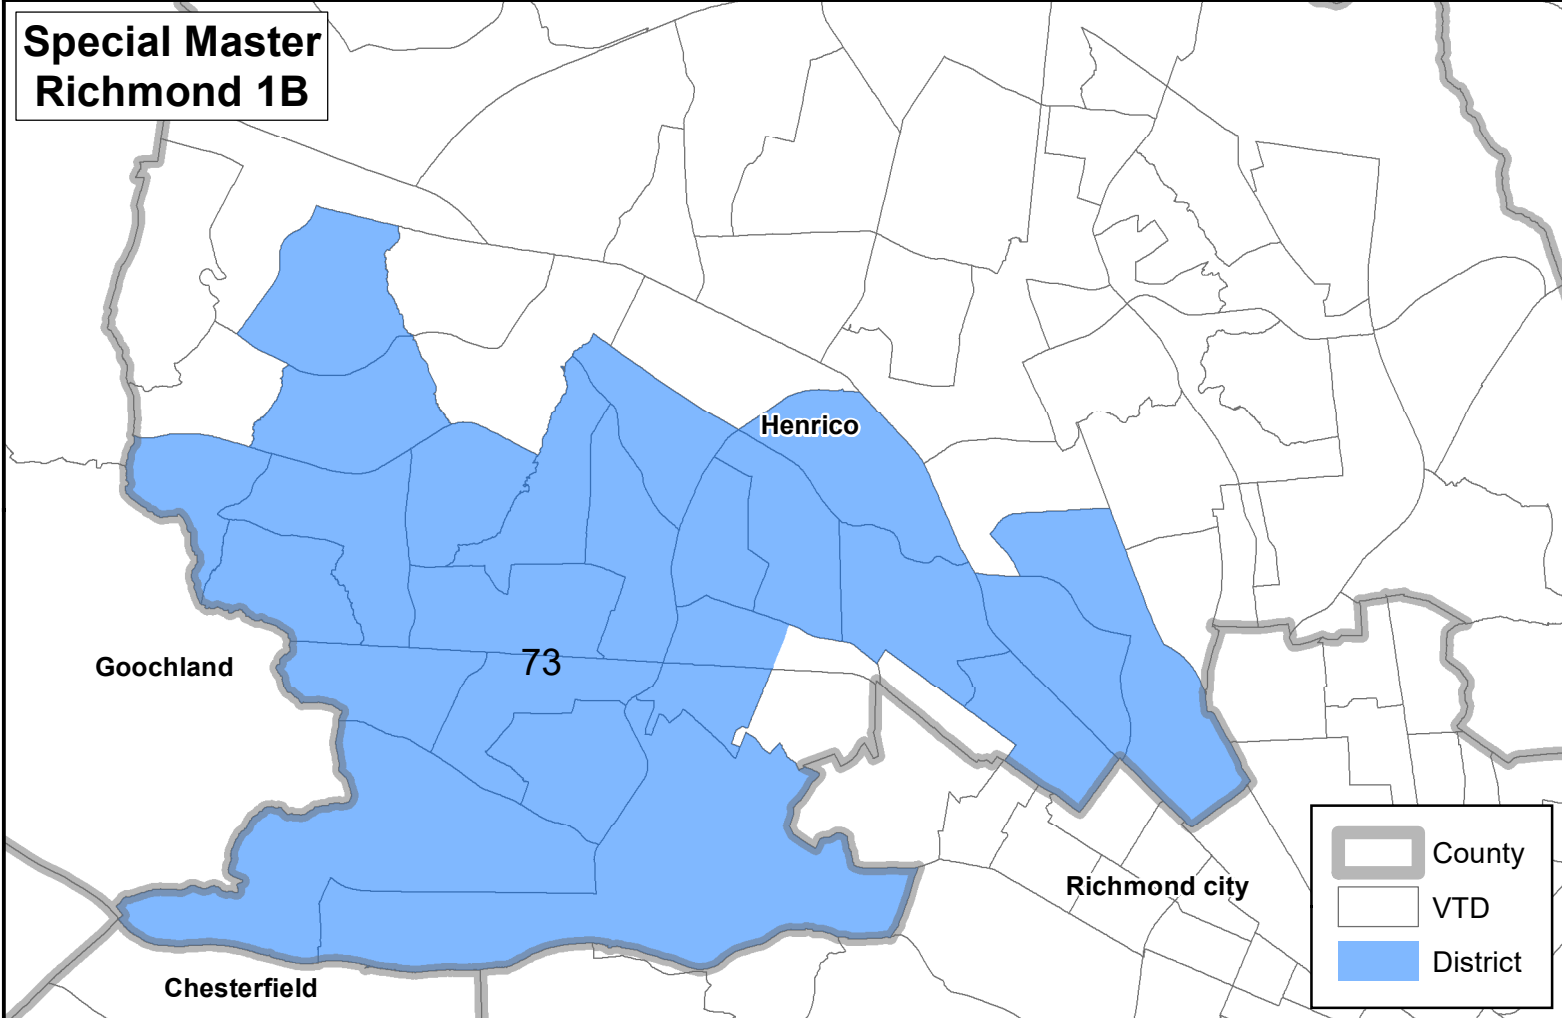 Special Master
Richmond 1B
Henrico
Goochland
73
Richmond city
Chesterfield
County
VTD
District